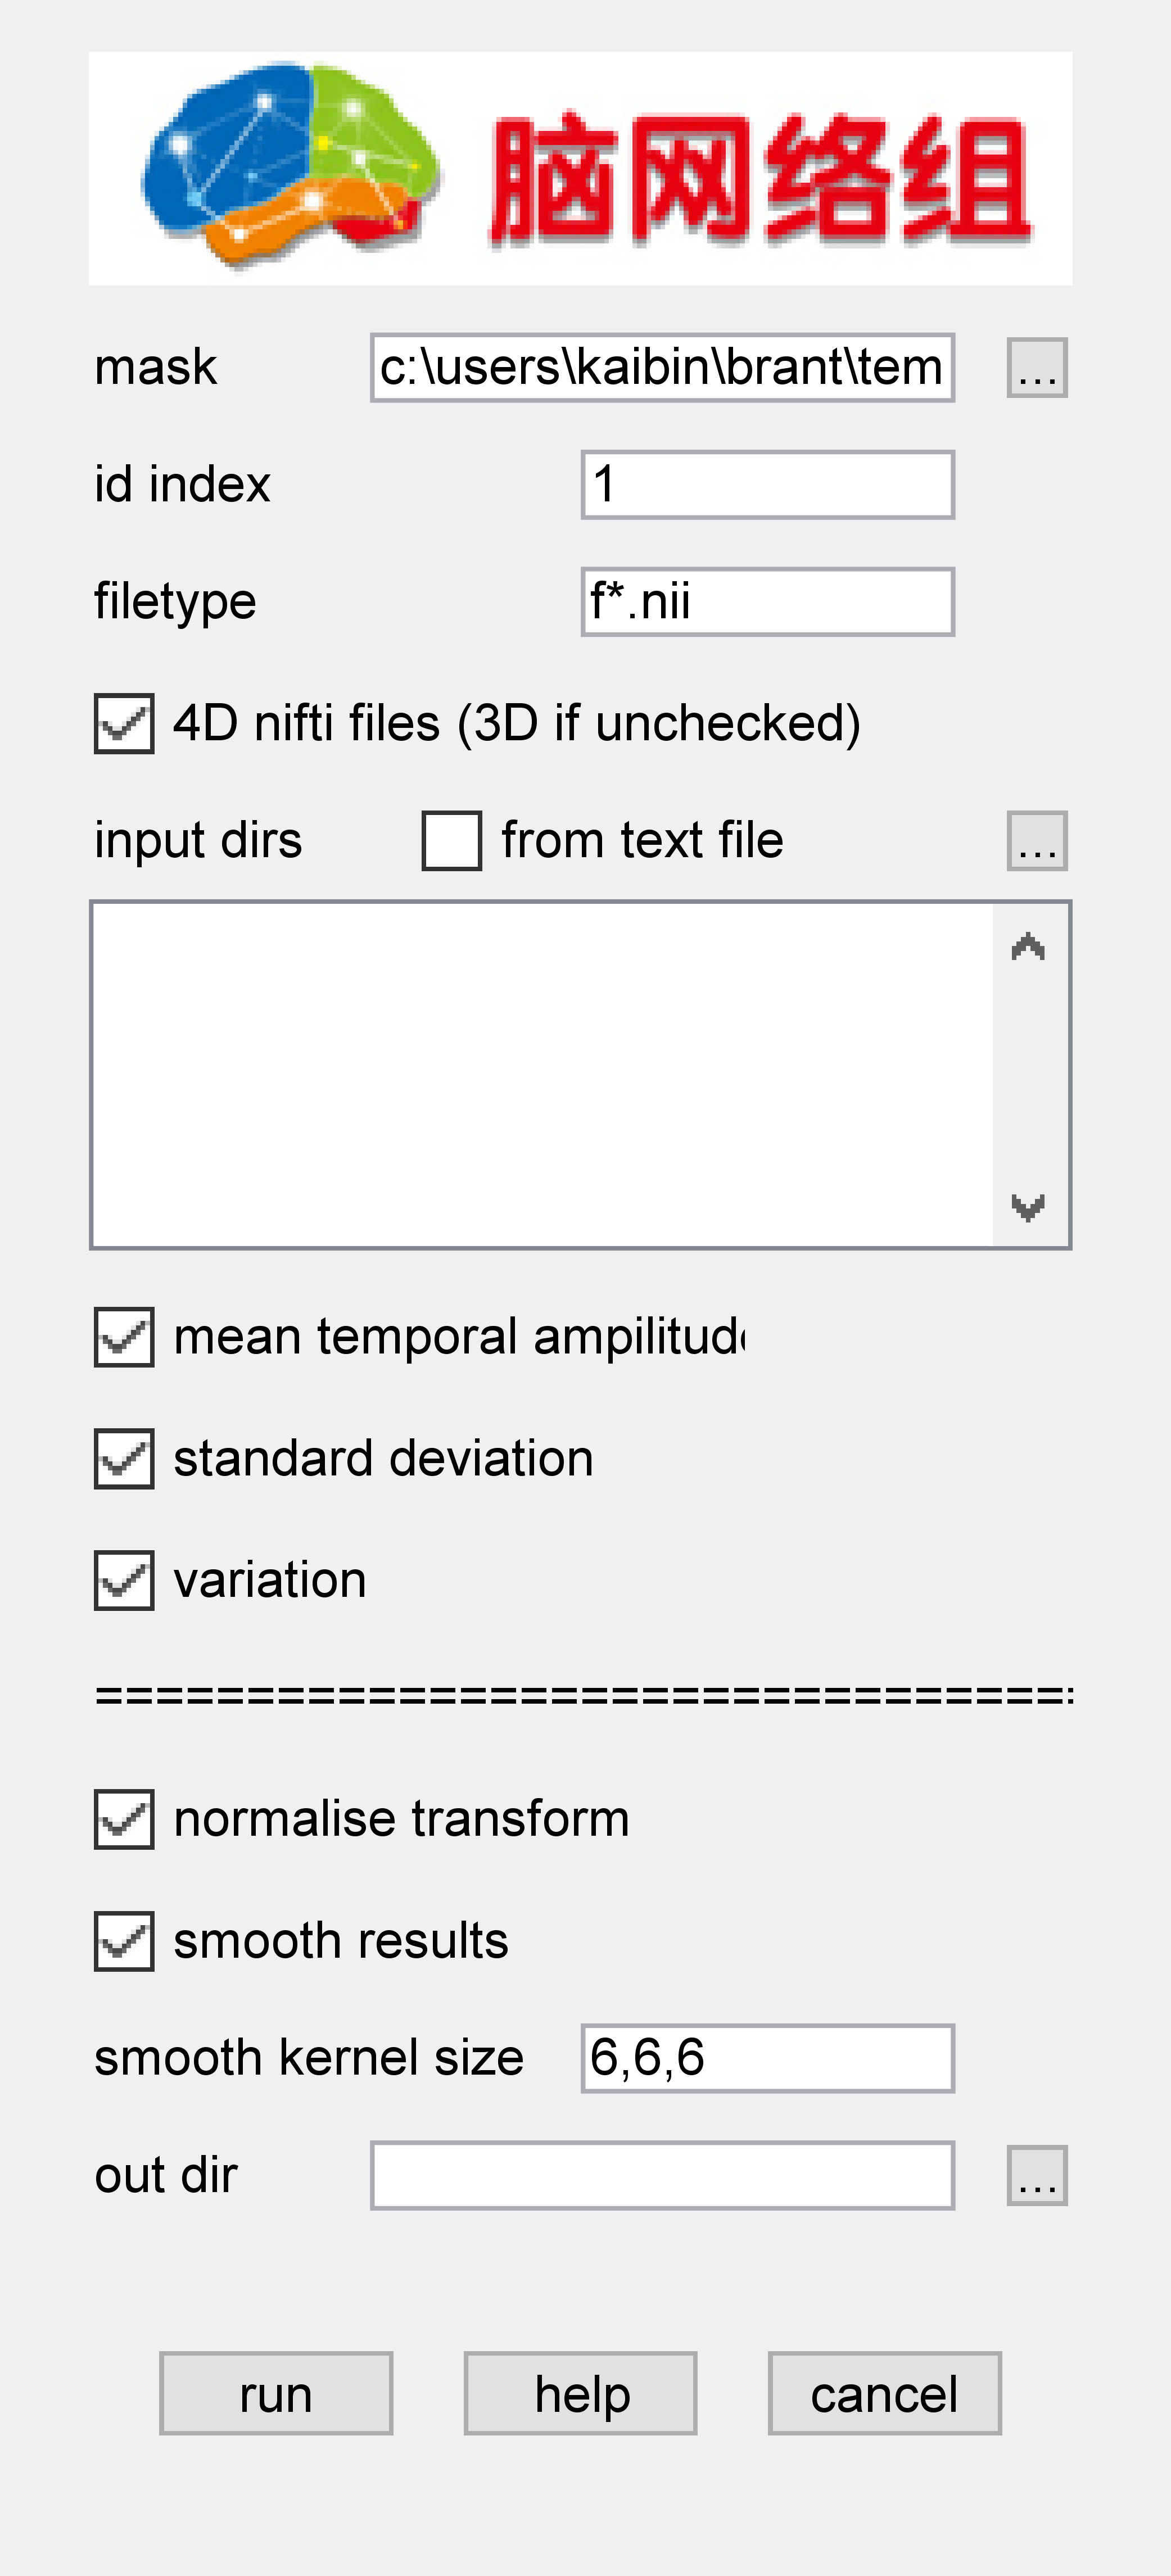 脑网络组
mask c:\users\kaibin\brant\tem ...
id index 1
filetype f*.nii
4D nifti files (3D if unchecked)
input dirs from text file ...
mean temporal ampilitude
standard deviation
variation
=================================
normalise transform
smooth results
smooth kernel size 6,6,6
out dir ...
run help cancel